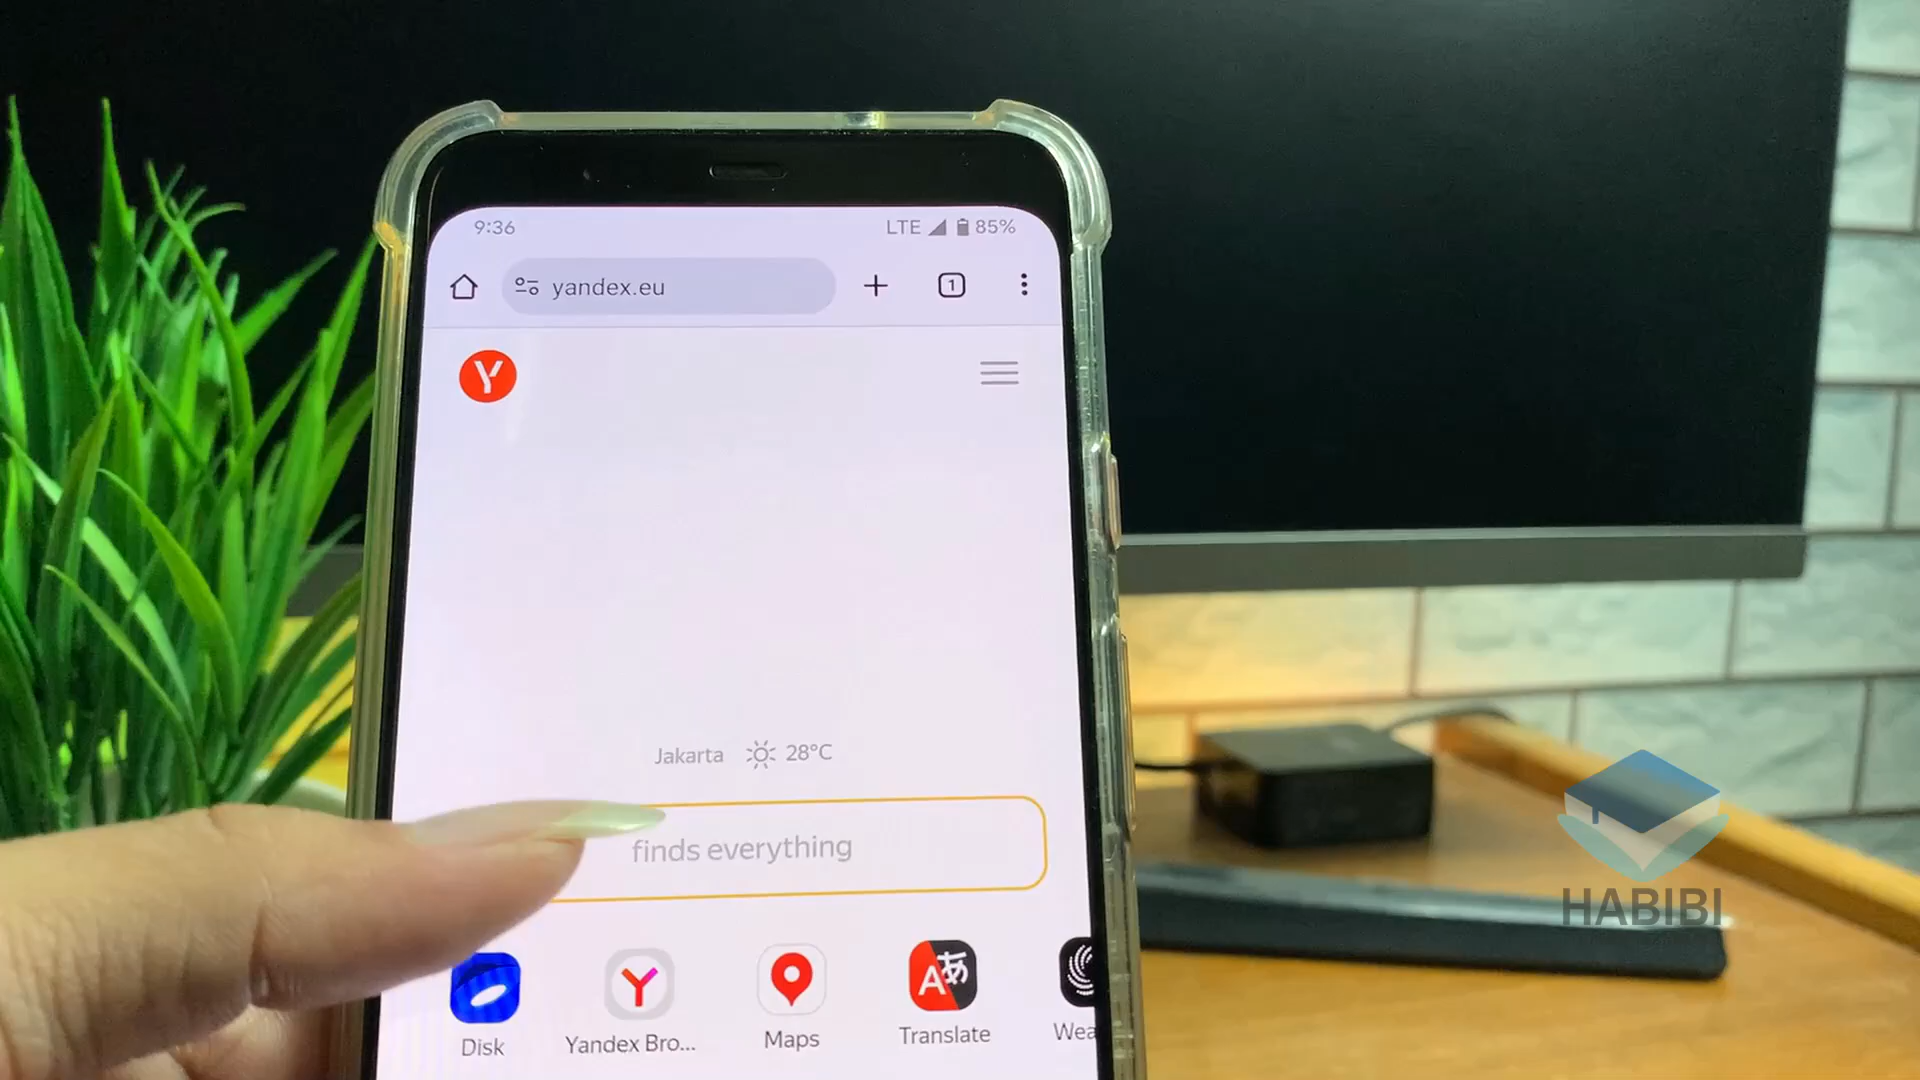 9:36
LTE 85%
yandex.eu
1
Y
Jakarta 28°C
finds everything
Disk
Yandex Bro...
Maps
Translate
Wea
HABIBI